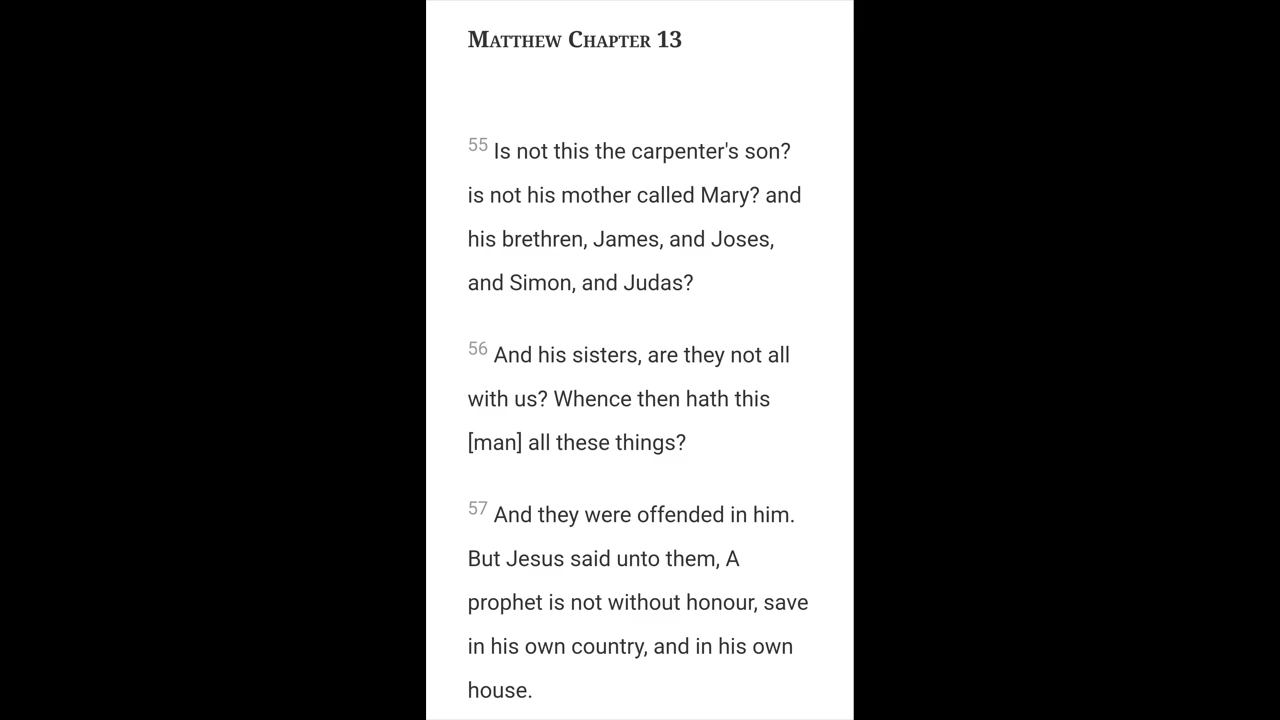 Matthew Chapter 13
55 Is not this the carpenter's son?
is not his mother called Mary? and
his brethren, James, and Joses,
and Simon, and Judas?
56 And his sisters, are they not all
with us? Whence then hath this
[man] all these things?
57 And they were offended in him.
But Jesus said unto them, A
prophet is not without honour, save
in his own country, and in his own
house.